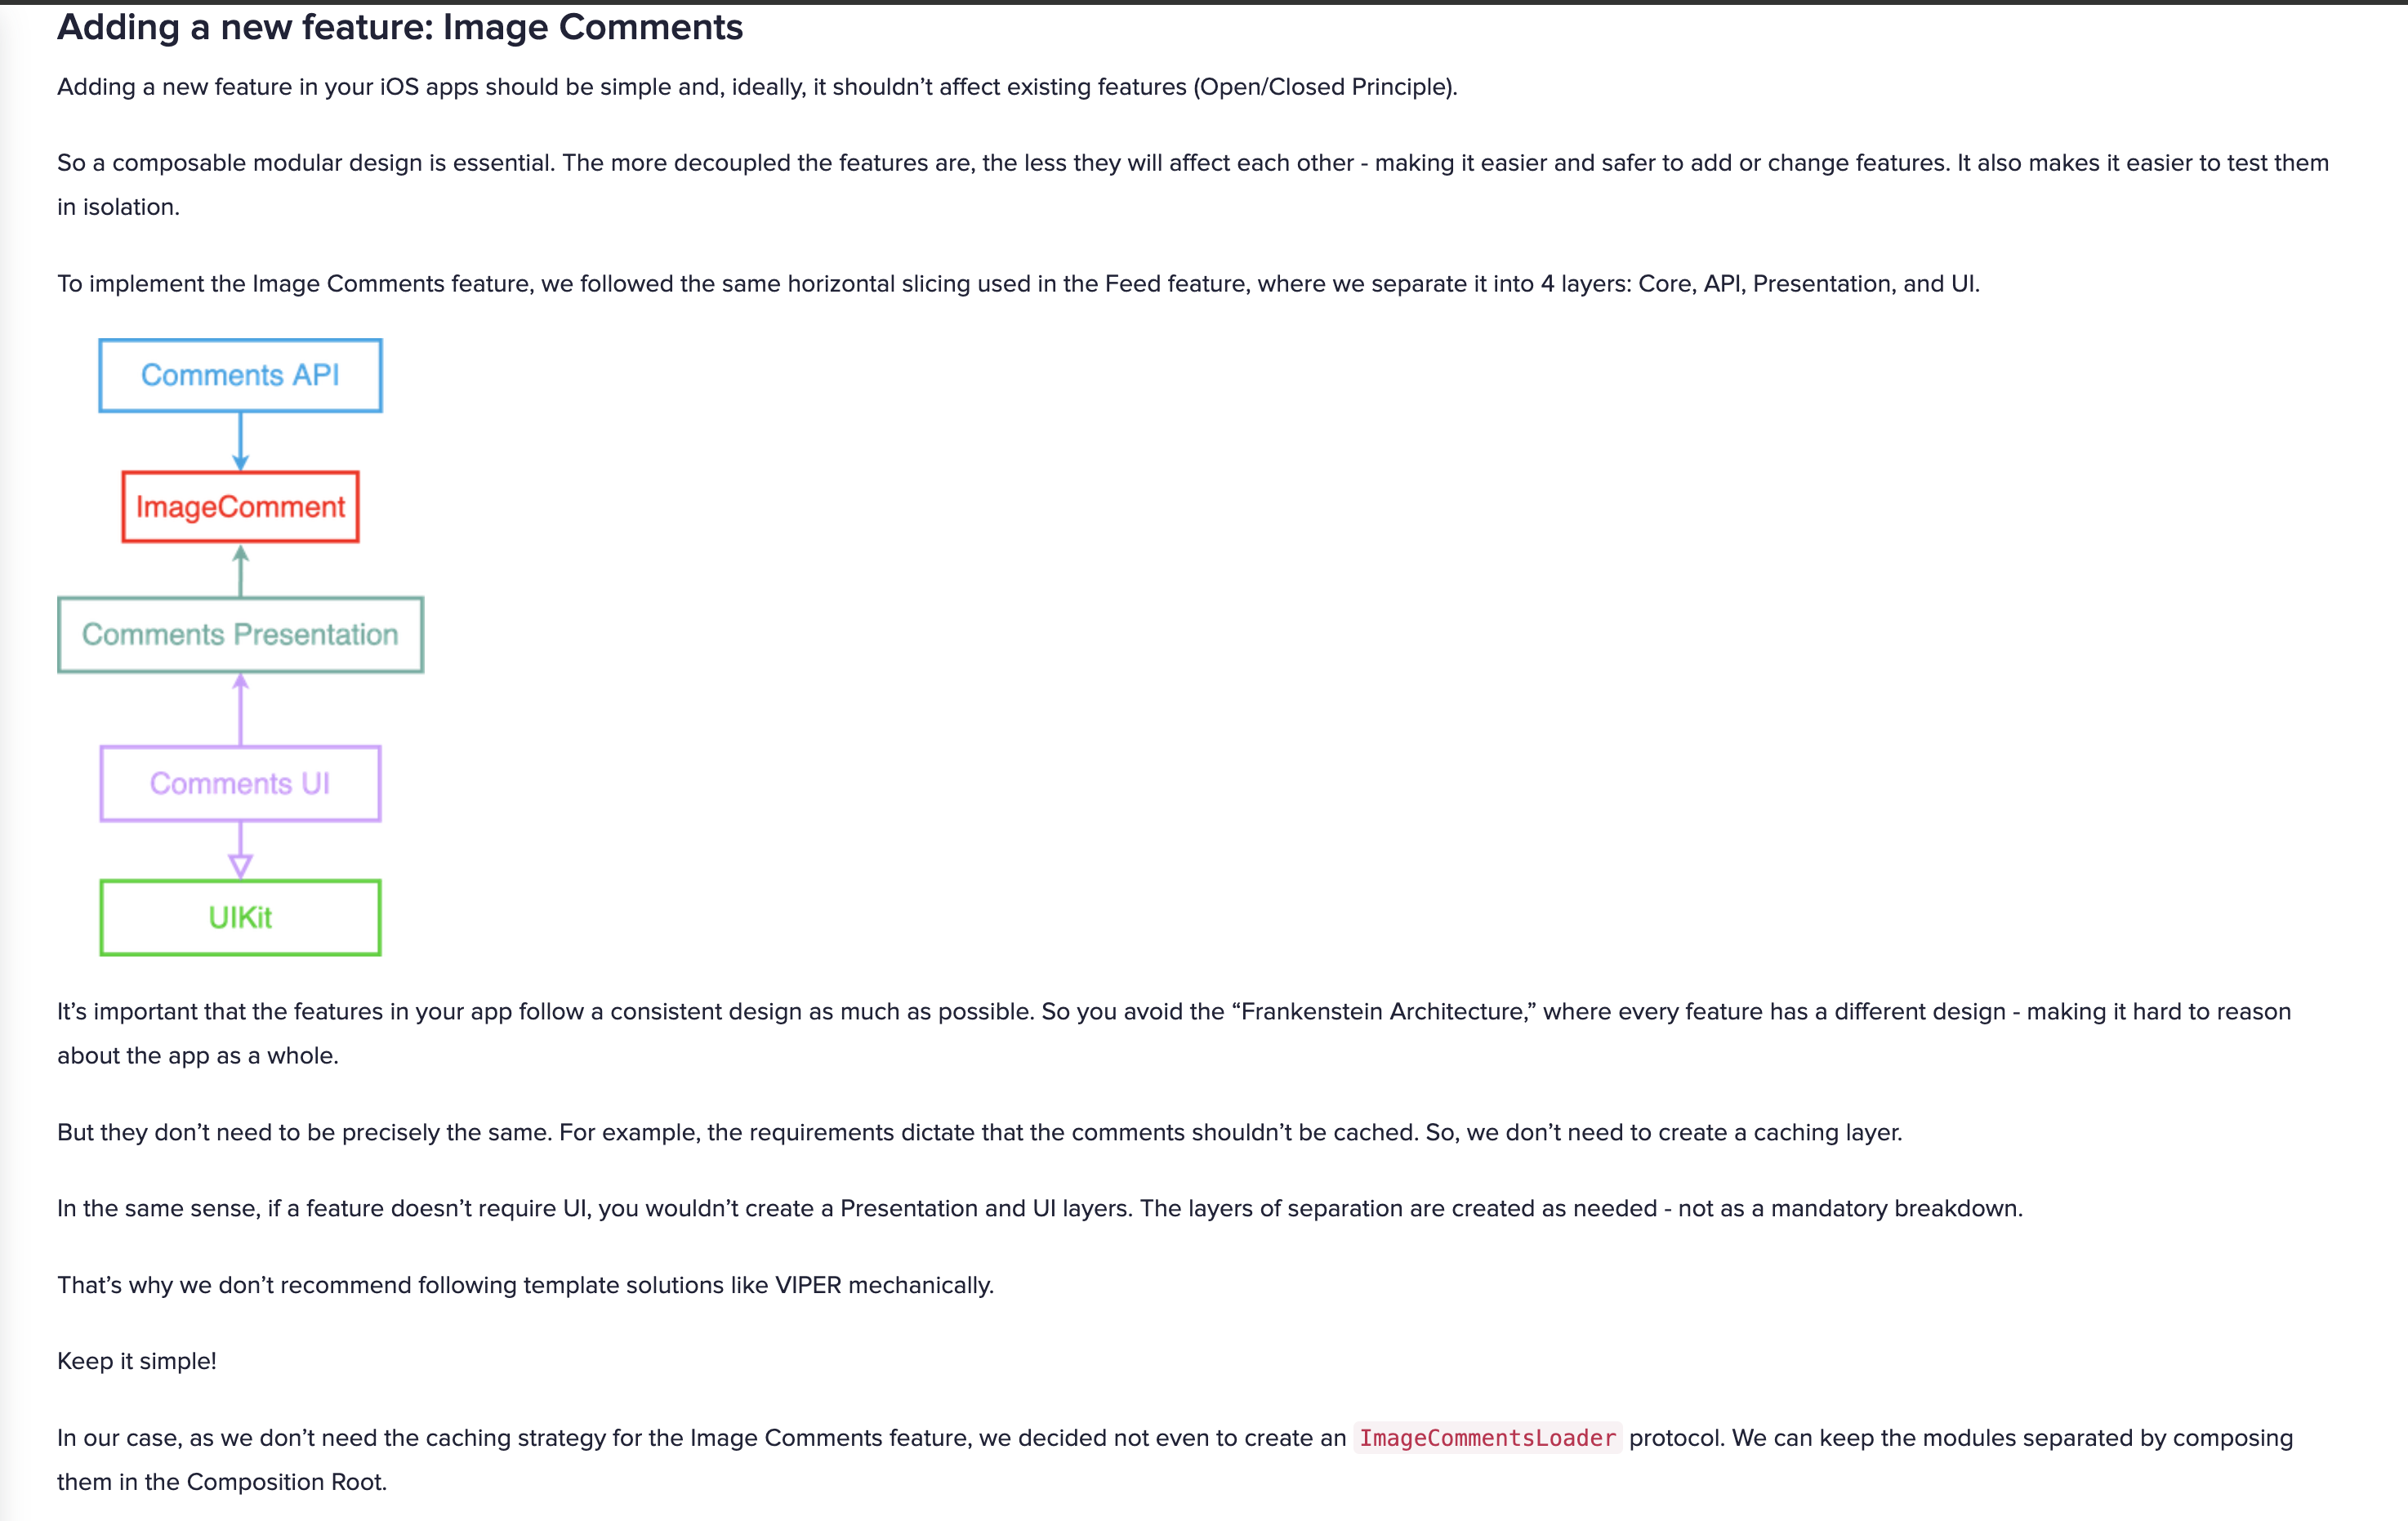 Adding a new feature: Image Comments
Adding a new feature in your iOS apps should be simple and, ideally, it shouldn’t affect existing features (Open/Closed Principle).
So a composable modular design is essential. The more decoupled the features are, the less they will affect each other - making it easier and safer to add or change features. It also makes it easier to test them
in isolation.
To implement the Image Comments feature, we followed the same horizontal slicing used in the Feed feature, where we separate it into 4 layers: Core, API, Presentation, and UI.
Comments API
ImageComment
Comments Presentation
Comments UI
UIKit
It’s important that the features in your app follow a consistent design as much as possible. So you avoid the “Frankenstein Architecture,” where every feature has a different design - making it hard to reason
about the app as a whole.
But they don’t need to be precisely the same. For example, the requirements dictate that the comments shouldn’t be cached. So, we don’t need to create a caching layer.
In the same sense, if a feature doesn’t require UI, you wouldn’t create a Presentation and UI layers. The layers of separation are created as needed - not as a mandatory breakdown.
That’s why we don’t recommend following template solutions like VIPER mechanically.
Keep it simple!
In our case, as we don’t need the caching strategy for the Image Comments feature, we decided not even to create an ImageCommentsLoader protocol. We can keep the modules separated by composing
them in the Composition Root.